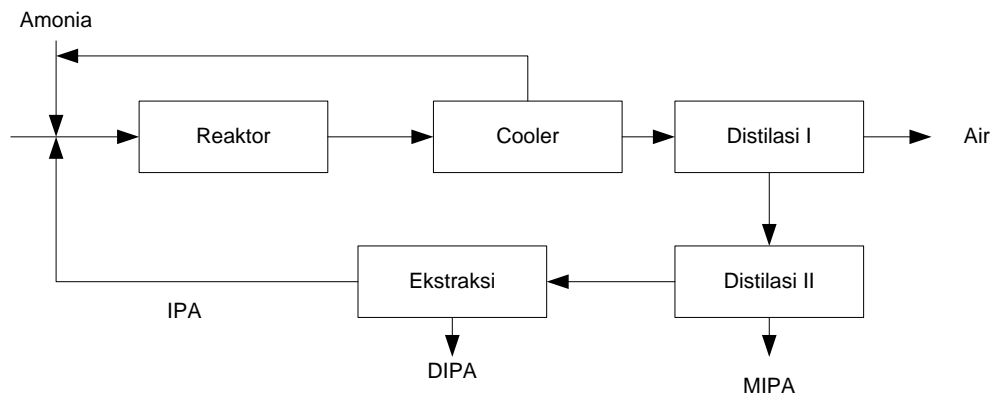 Amonia
Reaktor
Cooler
Distilasi I
Air
Ekstraksi
Distilasi II
IPA
DIPA
MIPA